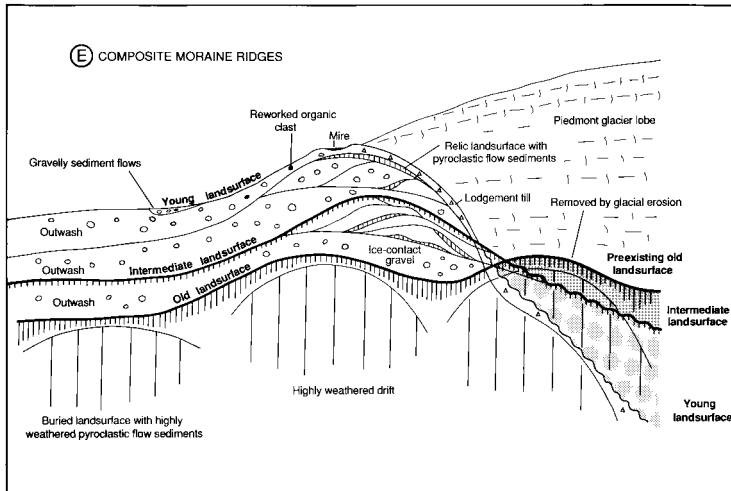 E COMPOSITE MORAINE RIDGES
Reworked organic
clast
Mire
Piedmont glacier lobe
Relic landsurface with
pyroclastic flow sediments
Gravelly sediment flows
Young landsurface
Lodgement till
Removed by glacial erosion
Outwash
Outwash
Intermediate landsurface
Ice-contact
gravel
Preexisting old
landsurface
Outwash
Old landsurface
Intermediate
landsurface
Highly weathered drift
Buried landsurface with highly
weathered pyroclastic flow sediments
Young
landsurface